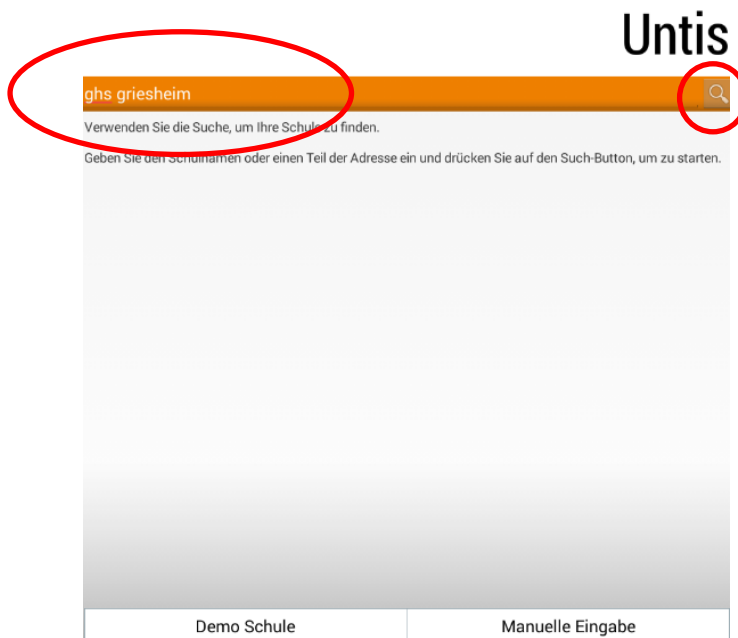 Untis
ghs griesheim
Verwenden Sie die Suche, um Ihre Schule zu finden.
Geben Sie den Schulnamen oder einen Teil der Adresse ein und drücken Sie auf den Such-Button, um zu starten.
Demo Schule
Manuelle Eingabe